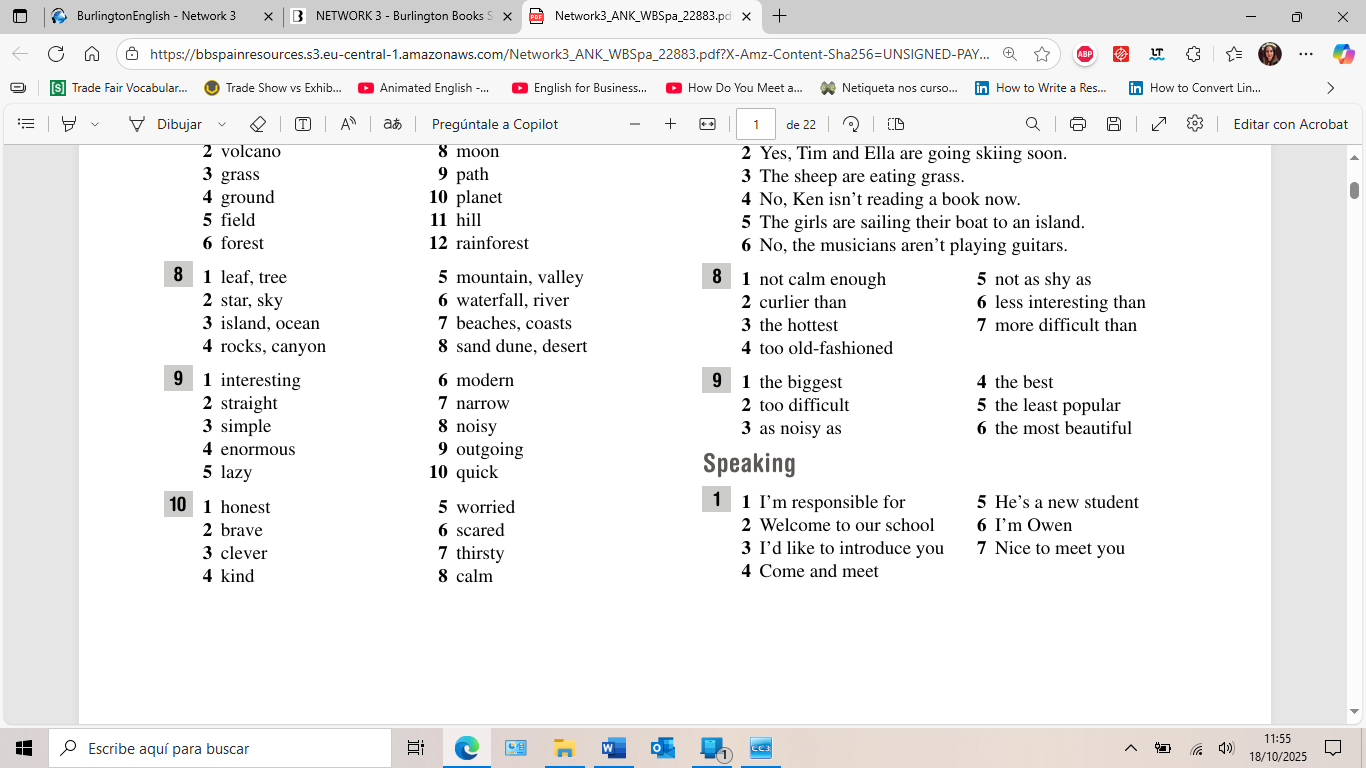 BurlingtonEnglish - Network 3
NETWORK 3 - Burlington Books S
Network3_ANK_WBSpa_22883.pd
https://bbspainresources.s3.eu-central-1.amazonaws.com/Network3_ANK_WBSpa_22883.pdf?X-Amz-Content-Sha256=UNSIGNED-PAY...
Trade Fair Vocabular...
Trade Show vs Exhib...
Animated English -...
English for Business...
How Do You Meet a...
Netiqueta nos curso...
How to Write a Res...
How to Convert Lin...
Dibujar
Pregúntale a Copilot
1 de 22
Editar con Acrobat
2 volcano
3 grass
4 ground
5 field
6 forest
8 moon
9 path
10 planet
11 hill
12 rainforest
8 1 leaf, tree
2 star, sky
3 island, ocean
4 rocks, canyon
5 mountain, valley
6 waterfall, river
7 beaches, coasts
8 sand dune, desert
9 1 interesting
2 straight
3 simple
4 enormous
5 lazy
6 modern
7 narrow
8 noisy
9 outgoing
10 quick
10 1 honest
2 brave
3 clever
4 kind
5 worried
6 scared
7 thirsty
8 calm
2 Yes, Tim and Ella are going skiing soon.
3 The sheep are eating grass.
4 No, Ken isn’t reading a book now.
5 The girls are sailing their boat to an island.
6 No, the musicians aren’t playing guitars.
8 1 not calm enough
2 curlier than
3 the hottest
4 too old-fashioned
5 not as shy as
6 less interesting than
7 more difficult than
9 1 the biggest
2 too difficult
3 as noisy as
4 the best
5 the least popular
6 the most beautiful
Speaking
1 1 I’m responsible for
2 Welcome to our school
3 I’d like to introduce you
4 Come and meet
5 He’s a new student
6 I’m Owen
7 Nice to meet you
Escribe aquí para buscar
11:55
18/10/2025